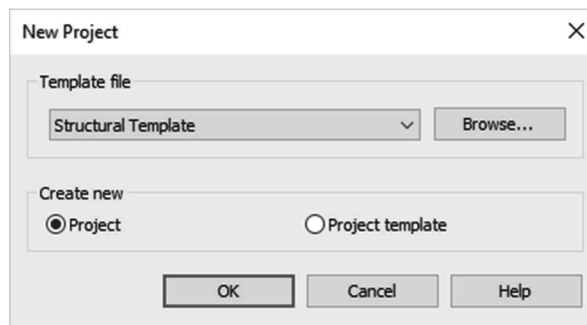 New Project
Template file
Structural Template
Browse...
Create new
Project
Project template
OK
Cancel
Help